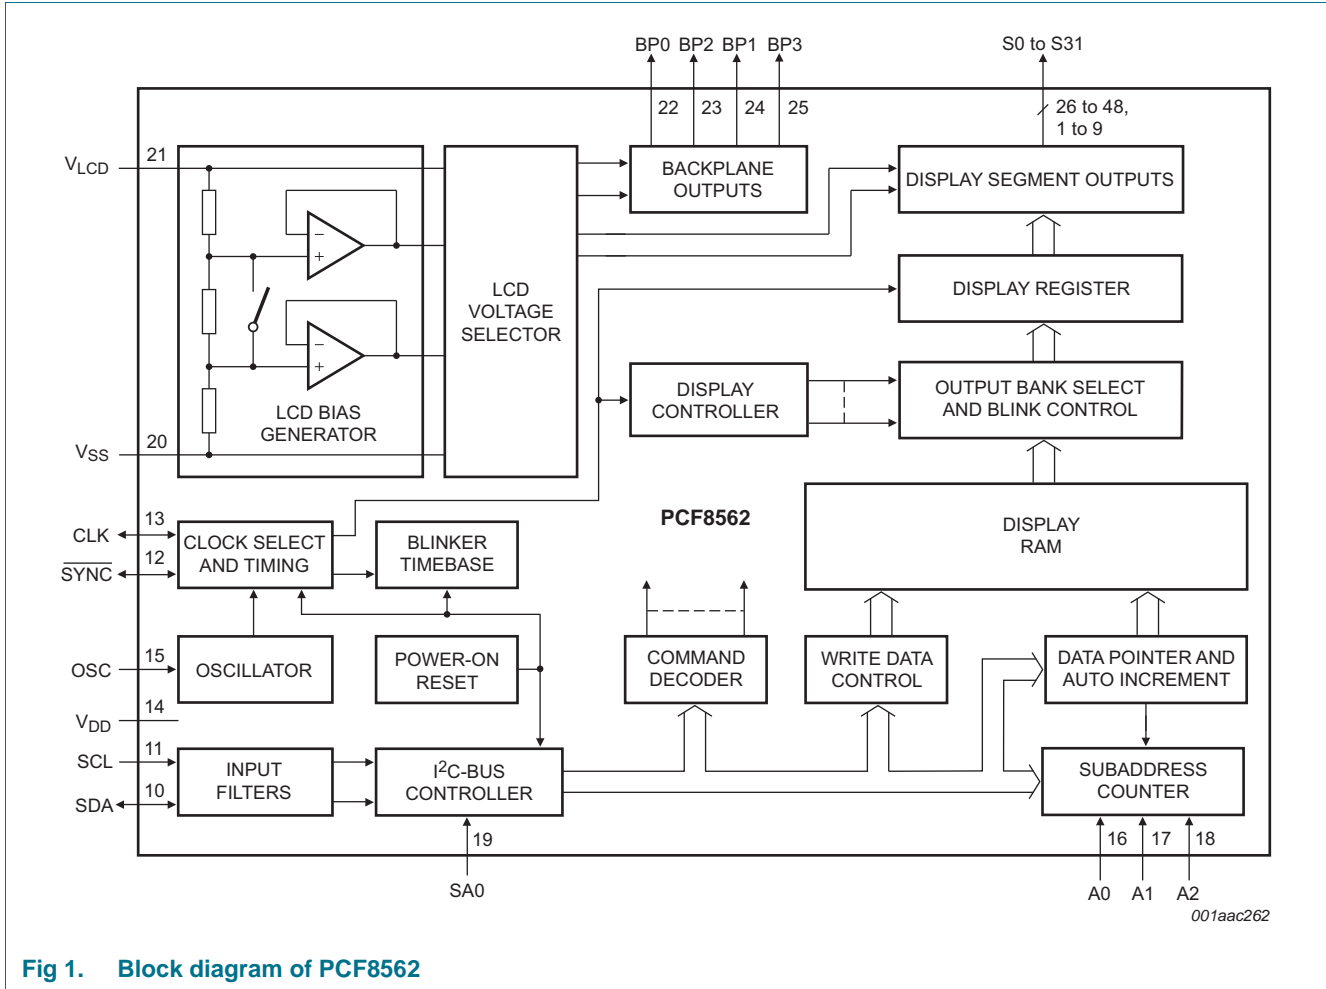 BP0 BP2 BP1 BP3
S0 to S31
22 23 24 25
26 to 48,
1 to 9
VLCD
21
BACKPLANE
OUTPUTS
DISPLAY SEGMENT OUTPUTS
−
+
−
+
LCD
VOLTAGE
SELECTOR
DISPLAY REGISTER
LCD BIAS
GENERATOR
DISPLAY
CONTROLLER
OUTPUT BANK SELECT
AND BLINK CONTROL
VSS
20
CLK
13
SYNC
12
CLOCK SELECT
AND TIMING
BLINKER
TIMEBASE
PCF8562
DISPLAY
RAM
OSC
15
OSCILLATOR
POWER-ON
RESET
COMMAND
DECODER
WRITE DATA
CONTROL
DATA POINTER AND
AUTO INCREMENT
VDD
14
SCL
11
SDA
10
INPUT
FILTERS
I2C-BUS
CONTROLLER
SUBADDRESS
COUNTER
19
SA0
16 17 18
A0 A1 A2
001aac262
Fig 1. Block diagram of PCF8562